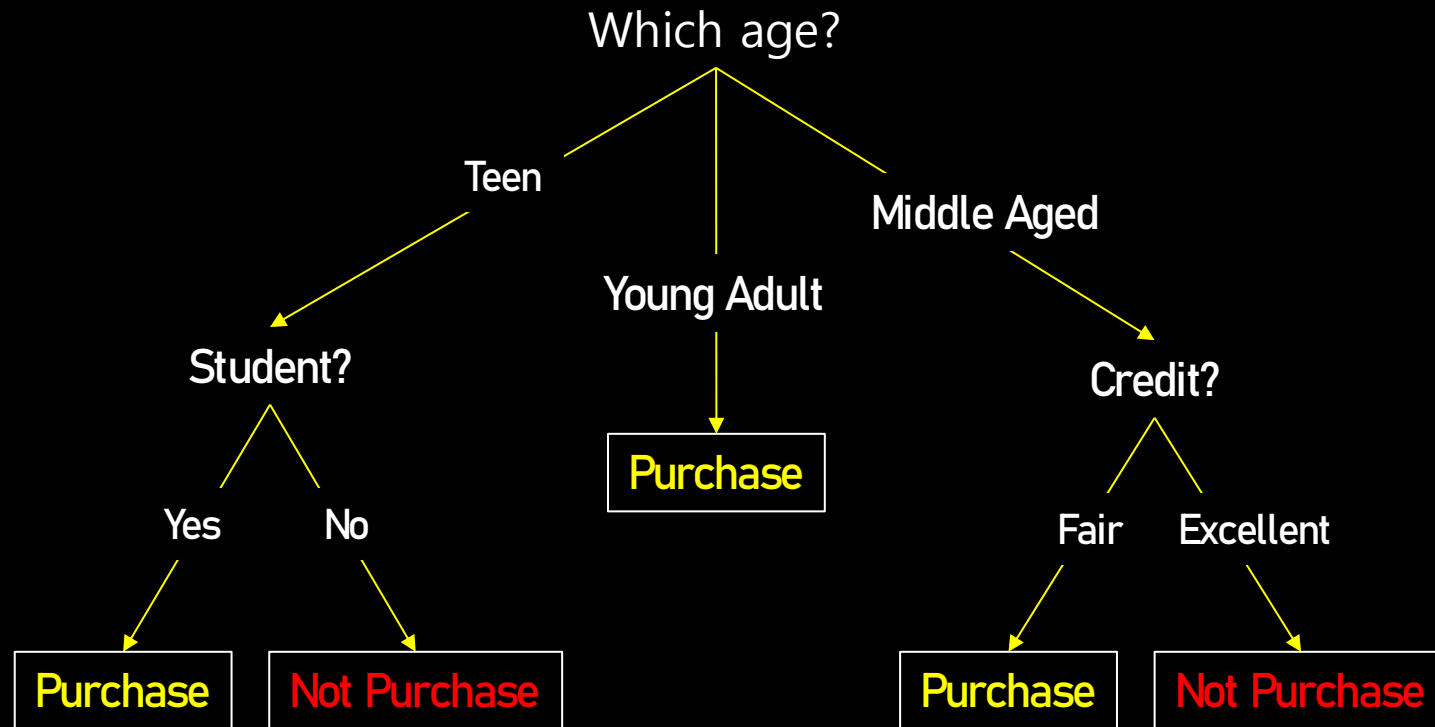 Which age?
Teen
Middle Aged
Young Adult
Student?
Credit?
Purchase
Yes
No
Fair
Excellent
Purchase
Not Purchase
Purchase
Not Purchase